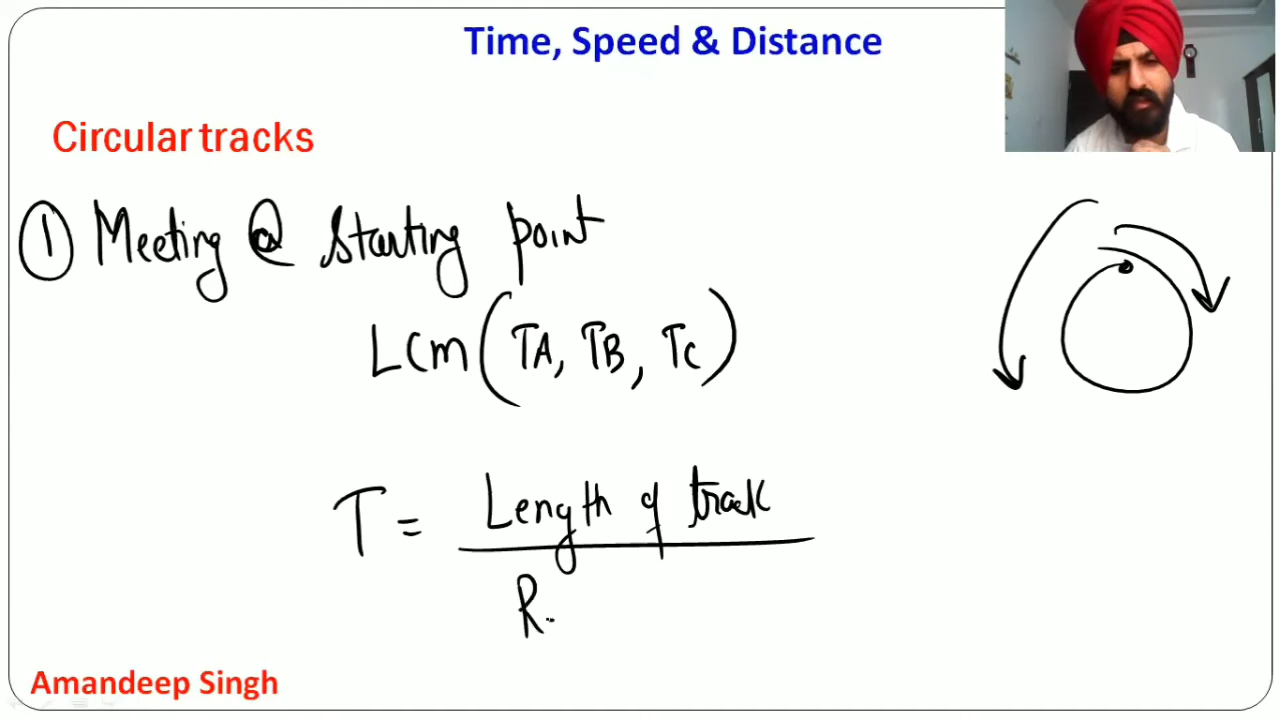 Time, Speed & Distance
Circular tracks
① Meeting @ starting point
LCm (TA, TB, TC)
T = Length of track
R.
Amandeep Singh